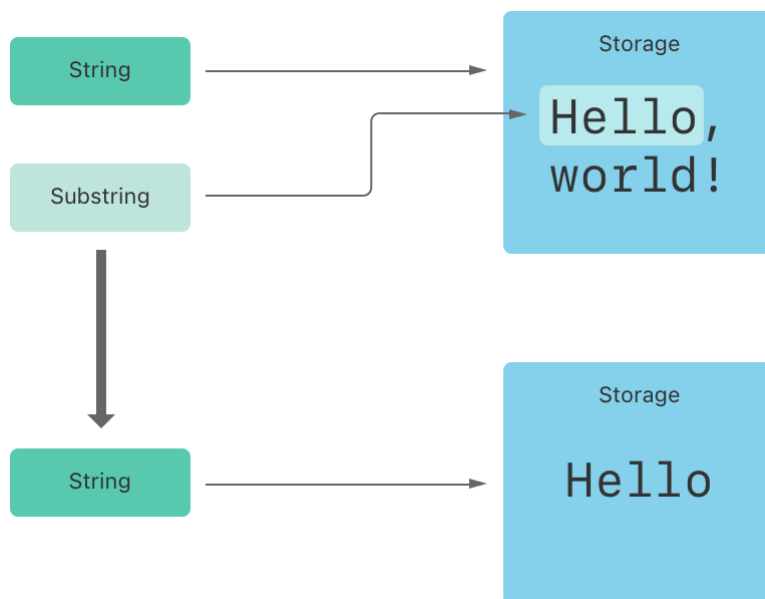 String
Storage
Hello,
world!
Substring
String
Storage
Hello